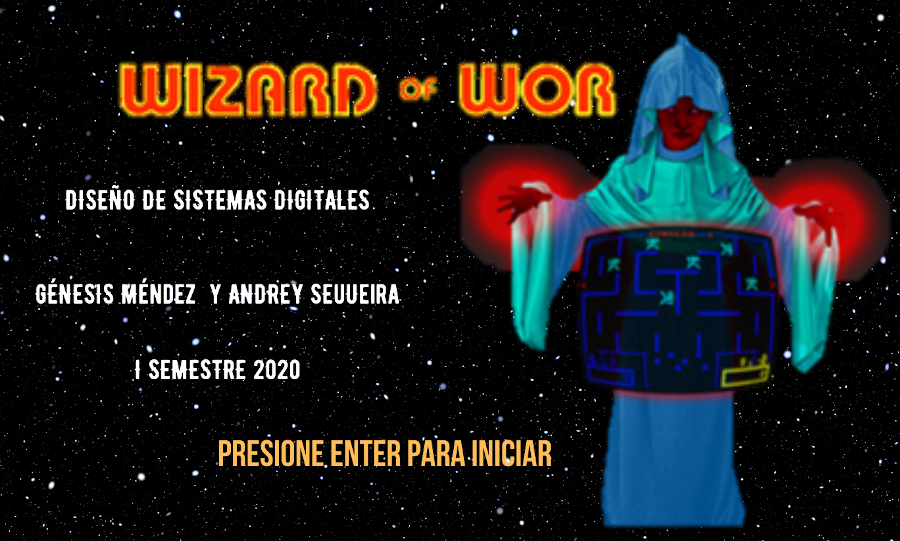 WIZARD OF WOR
DISEÑO DE SISTEMAS DIGITALES
GÉNESIS MÉNDEZ Y ANDREY SEUUEIRA
I SEMESTRE 2020
PRESIONE ENTER PARA INICIAR